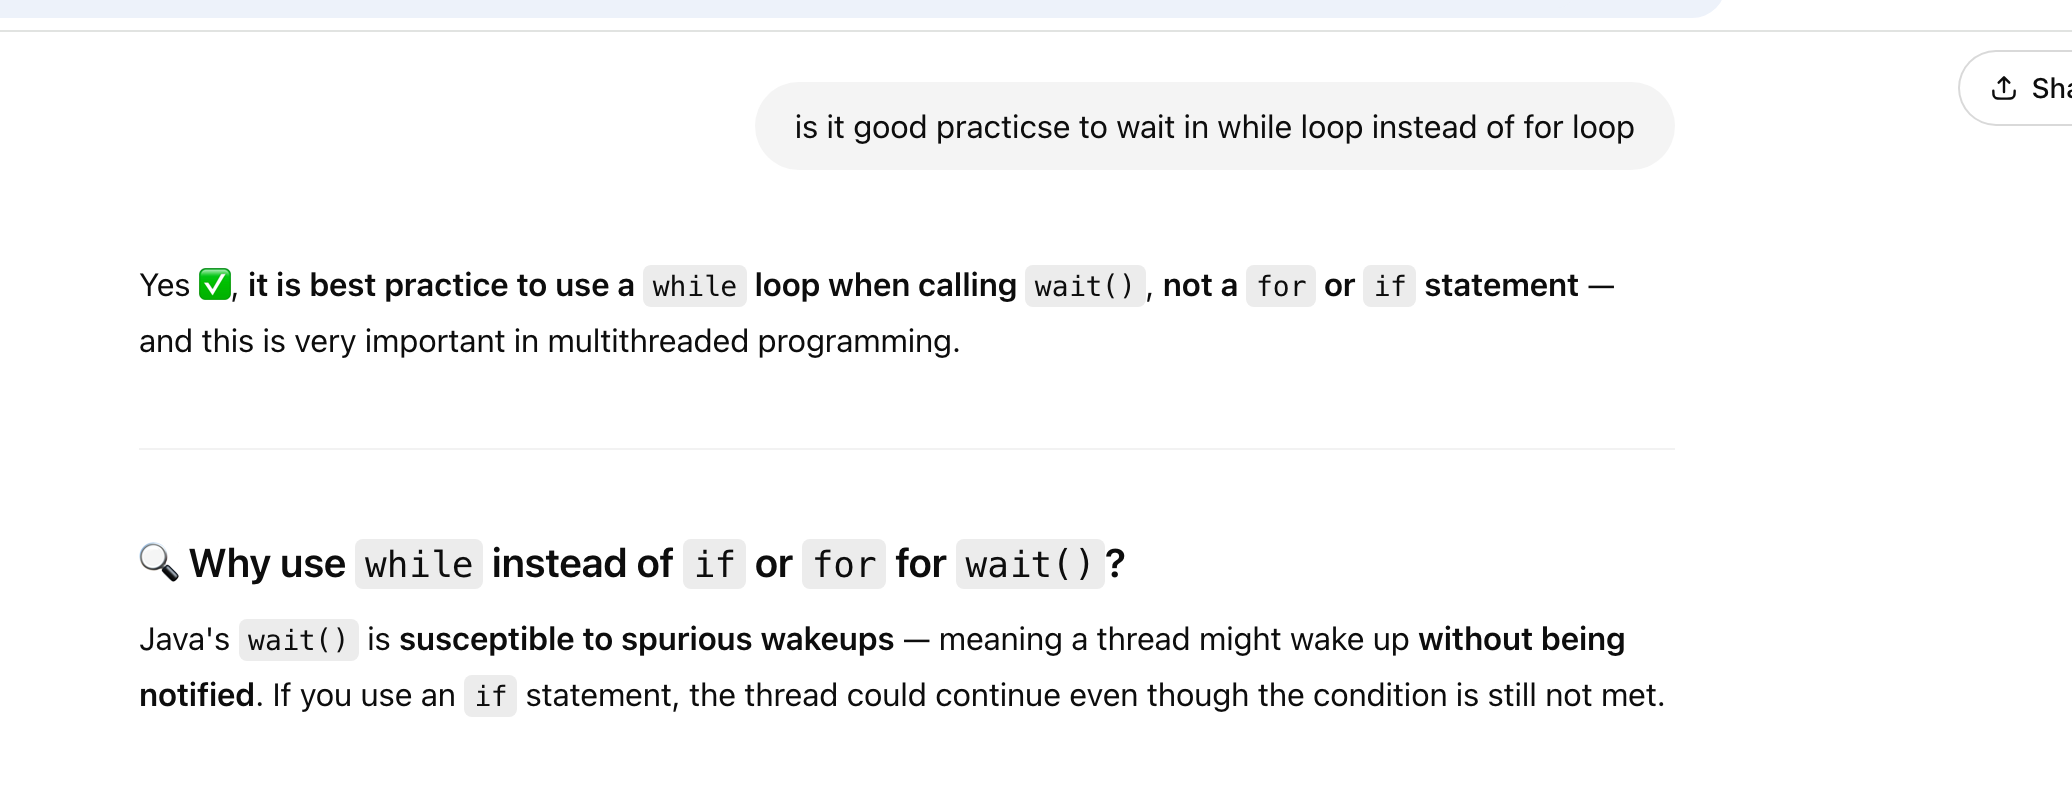 Sha
is it good practicse to wait in while loop instead of for loop
Yes ✅, it is best practice to use a while loop when calling wait(), not a for or if statement —
and this is very important in multithreaded programming.
🔍 Why use while instead of if or for for wait()?
Java's wait() is susceptible to spurious wakeups — meaning a thread might wake up without being
notified. If you use an if statement, the thread could continue even though the condition is still not met.